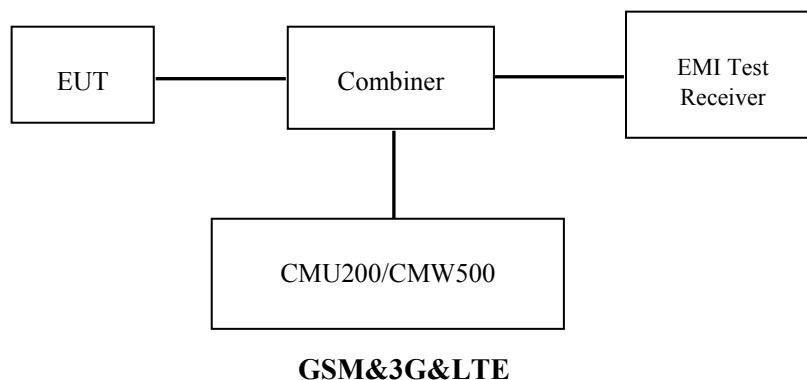 EUT
Combiner
EMI Test
Receiver
CMU200/CMW500
GSM&3G&LTE